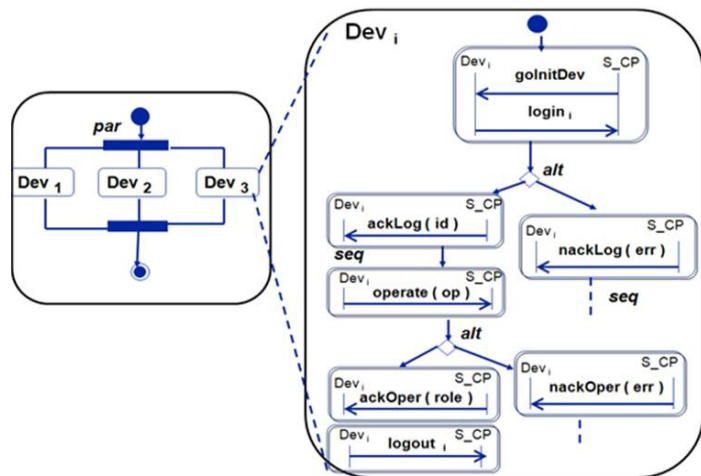 par
Dev 1
Dev 2
Dev 3
Dev i
Dev i S_CP
goInitDev
login i
alt
Dev i S_CP
ackLog ( id )
Dev i S_CP
nackLog ( err )
seq
seq
Dev i S_CP
operate ( op )
alt
Dev i S_CP
ackOper ( role )
Dev i S_CP
nackOper ( err )
Dev i S_CP
logout i